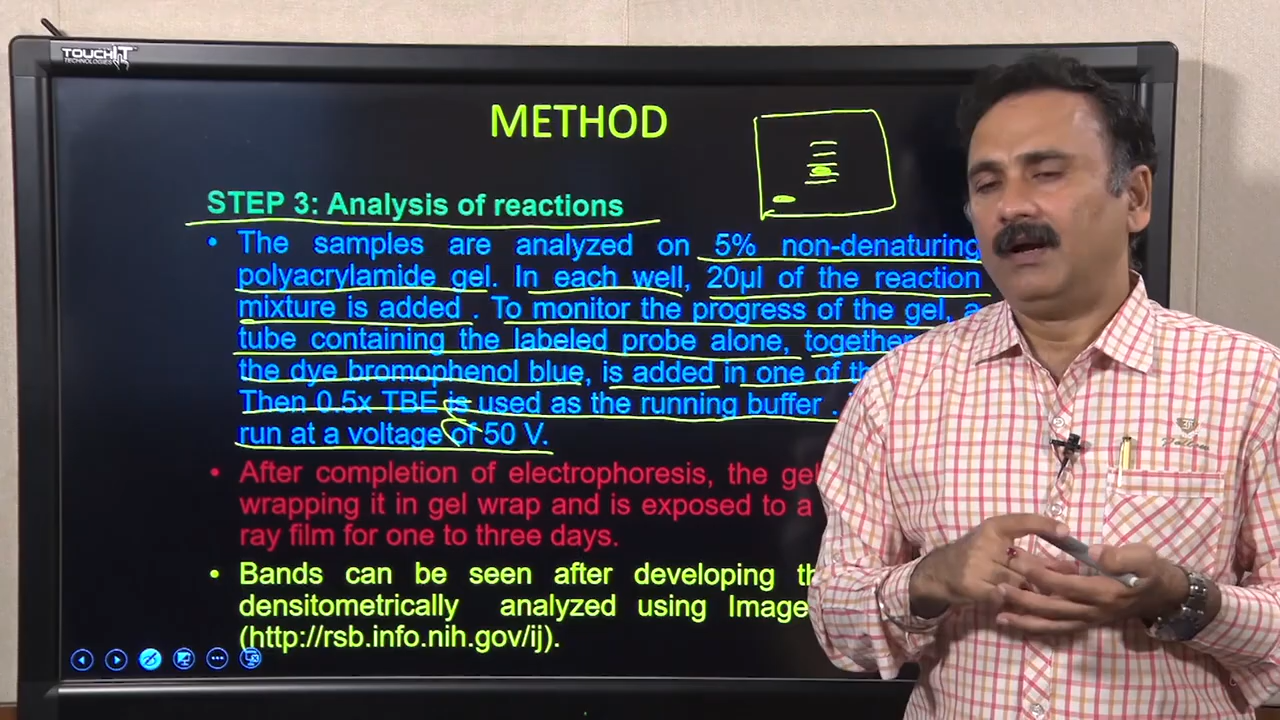 TOUCHIT
TECHNOLOGIES
METHOD
STEP 3: Analysis of reactions
• The samples are analyzed on 5% non-denaturing
polyacrylamide gel. In each well, 20µl of the reaction
mixture is added . To monitor the progress of the gel, a
tube containing the labeled probe alone, together
the dye bromophenol blue, is added in one of
Then 0.5x TBE is used as the running buffer .
run at a voltage of 50 V.
• After completion of electrophoresis, the gel
wrapping it in gel wrap and is exposed to a
ray film for one to three days.
• Bands can be seen after developing
densitometrically analyzed using Image
(http://rsb.info.nih.gov/ij).